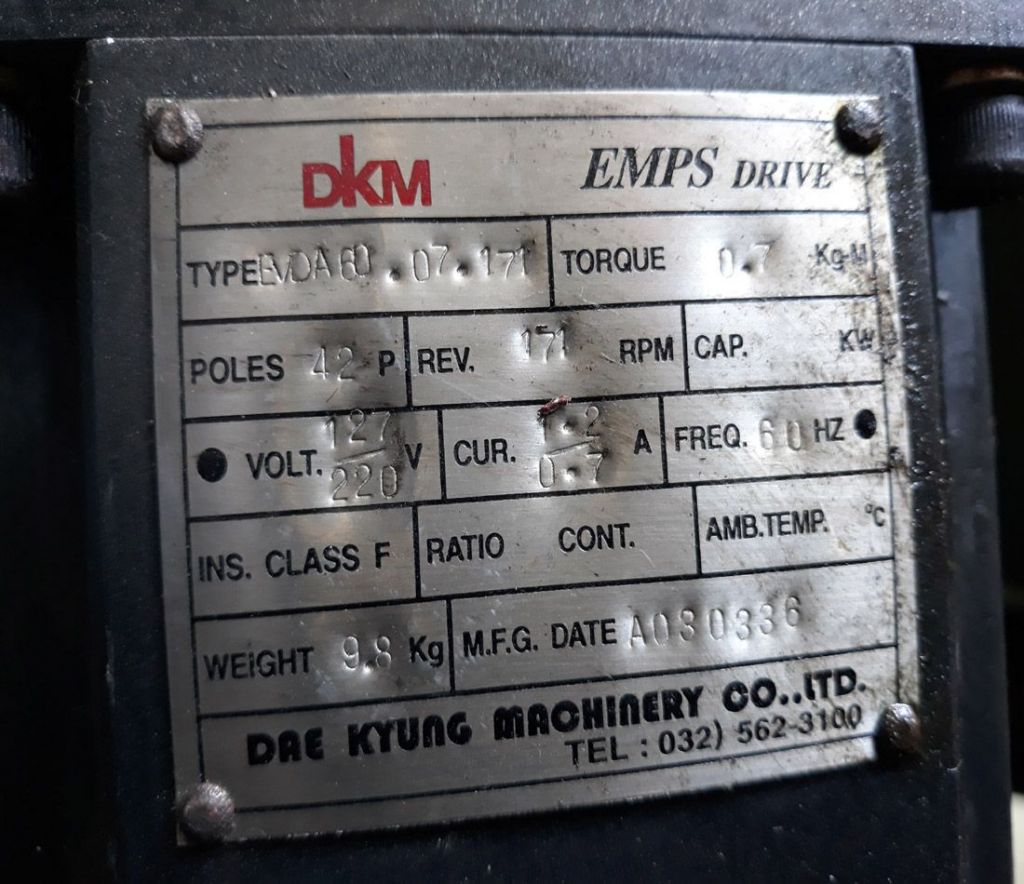 DKM EMPS DRIVE
TYPE EVDA60.07.171 TORQUE 0.7 Kg-M
POLES 42 P REV. 171 RPM CAP. KW
VOLT. 127/220 V CUR. 1.2/0.7 A FREQ. 60 HZ
INS. CLASS F RATIO CONT. AMB.TEMP. °C
WEIGHT 9.8 Kg M.F.G. DATE A030336
DAE KYUNG MACHINERY CO.,LTD.
TEL : 032) 562-3100